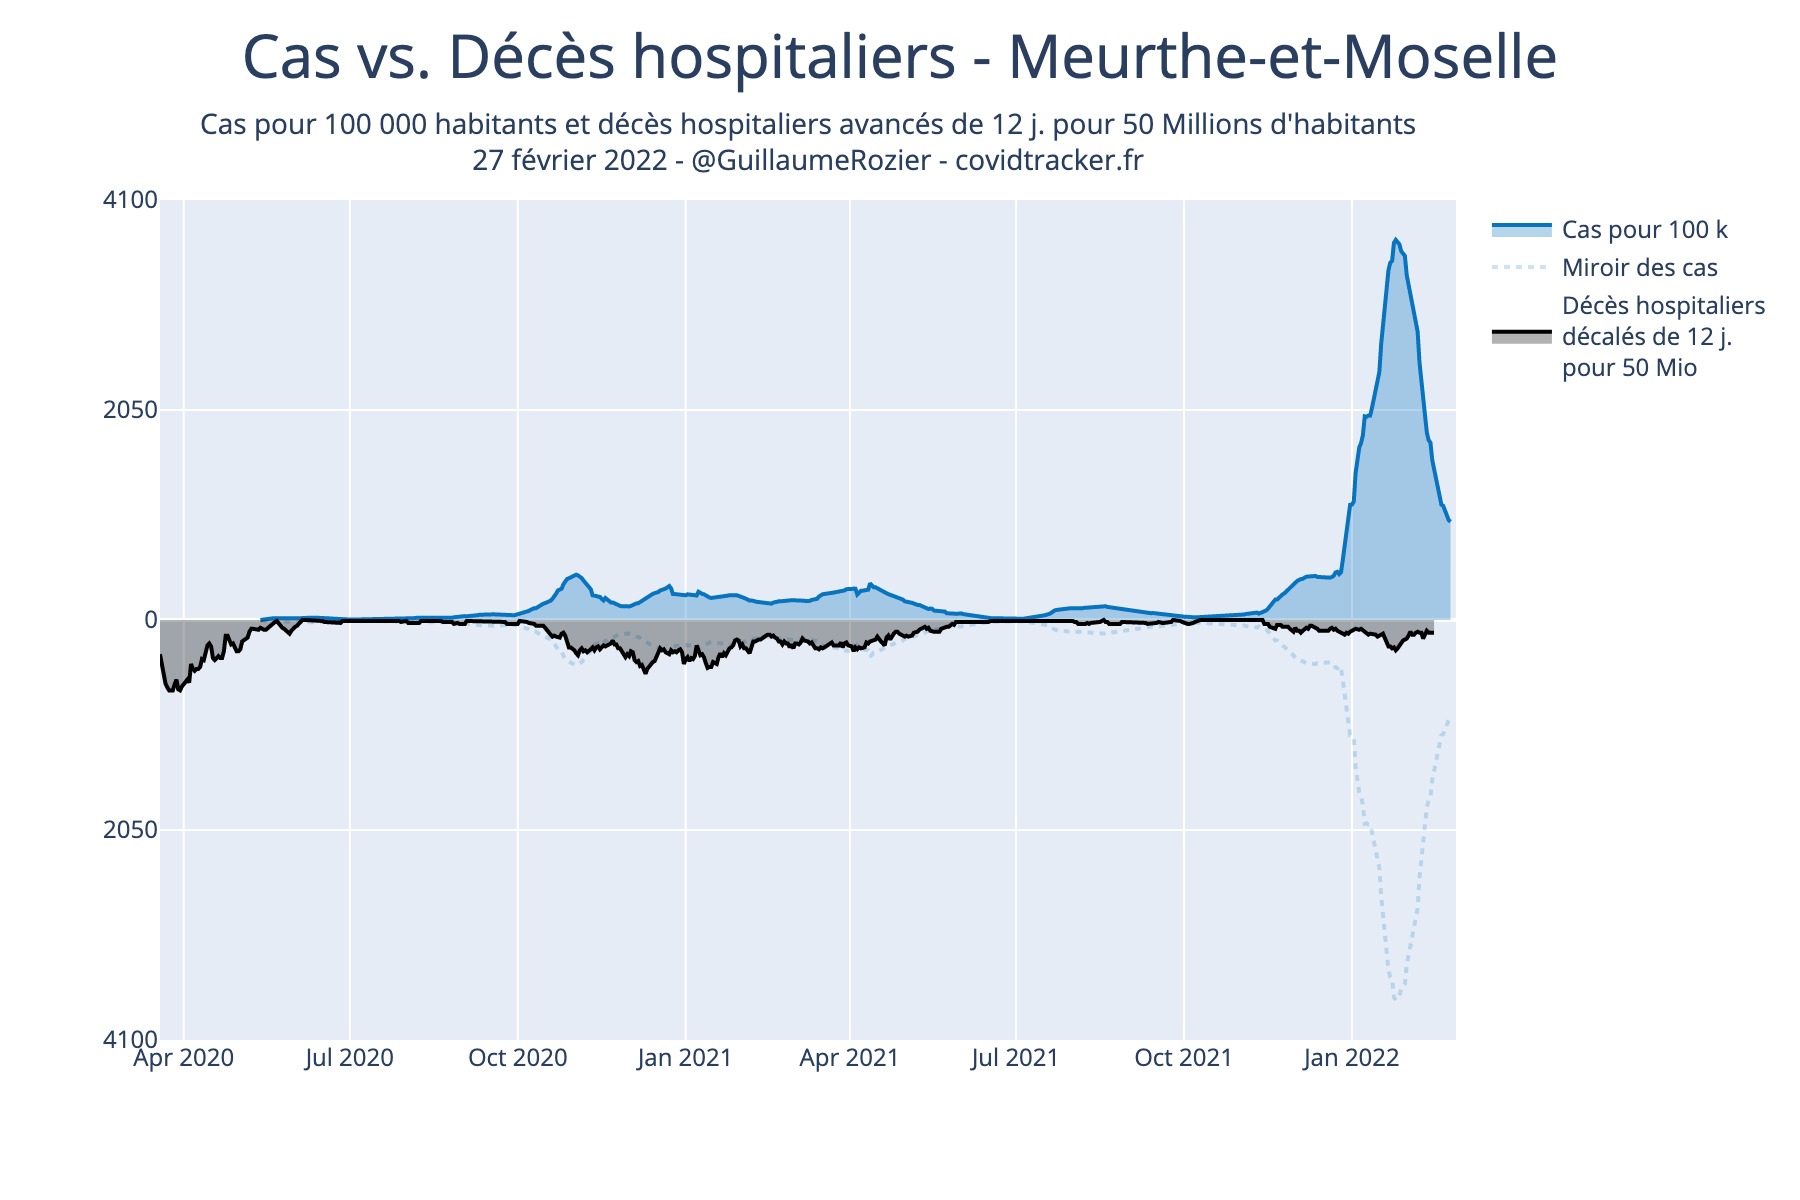 Cas vs. Décès hospitaliers - Meurthe-et-Moselle
Cas pour 100 000 habitants et décès hospitaliers avancés de 12 j. pour 50 Millions d'habitants
27 février 2022 - @GuillaumeRozier - covidtracker.fr
4100
2050
0
2050
4100
Apr 2020
Jul 2020
Oct 2020
Jan 2021
Apr 2021
Jul 2021
Oct 2021
Jan 2022
Cas pour 100 k
Miroir des cas
Décès hospitaliers
décalés de 12 j.
pour 50 Mio